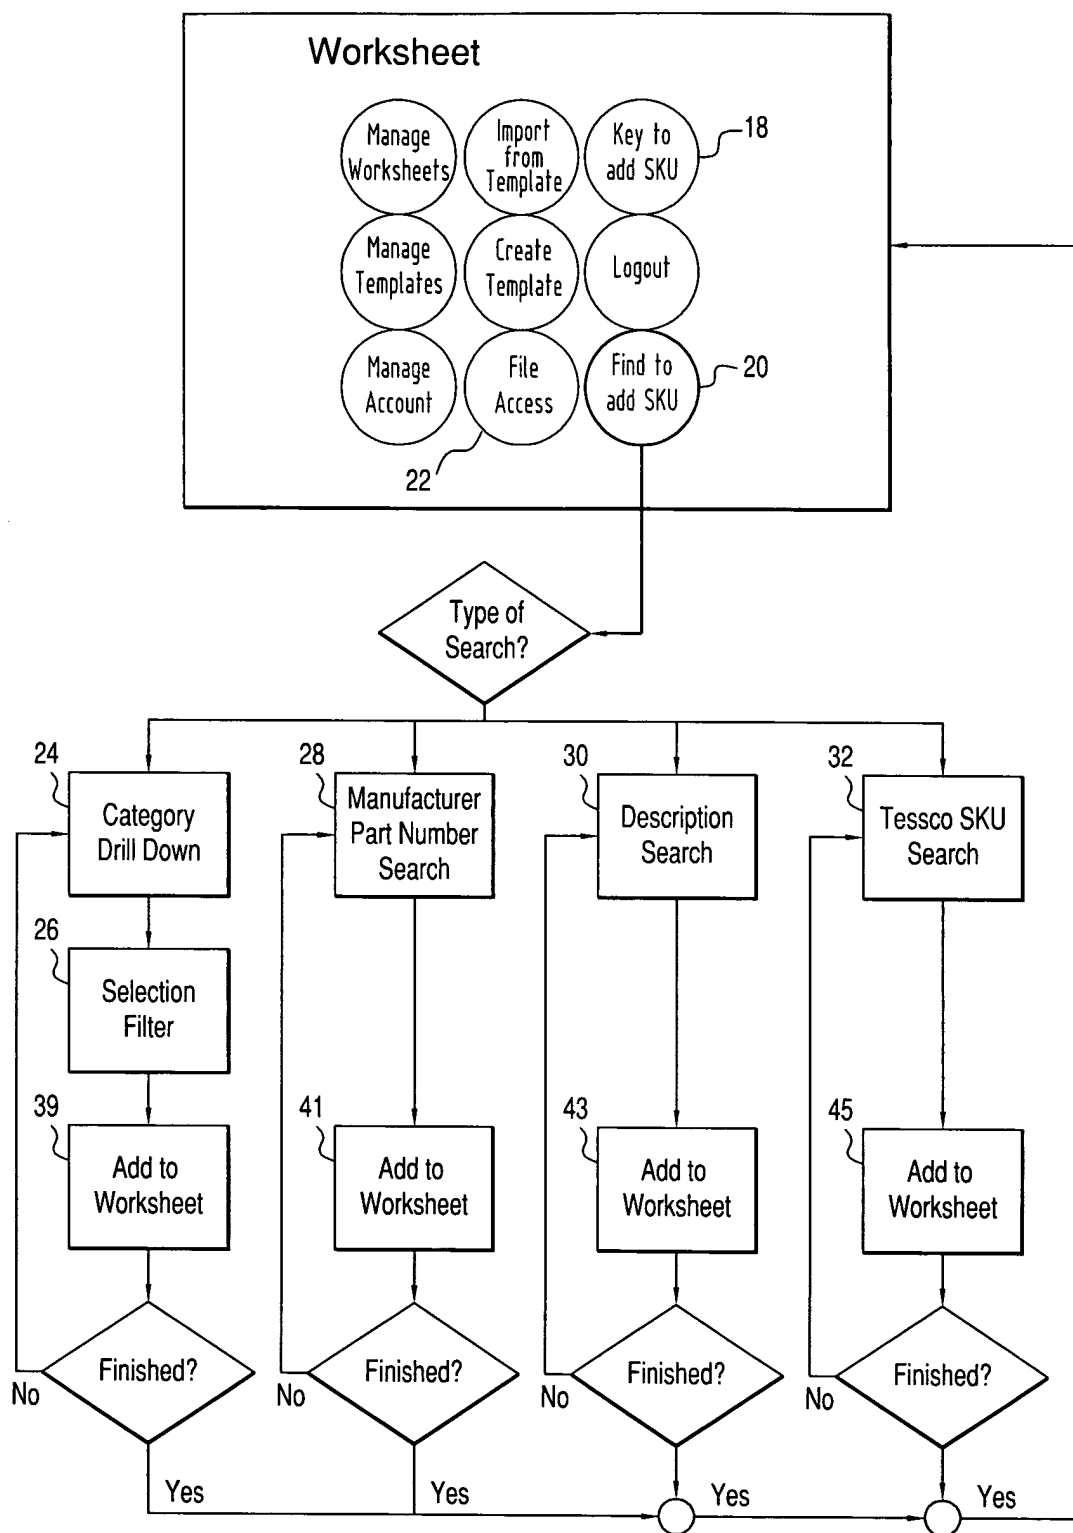 Worksheet
Manage
Worksheets
Import
from
Template
Key to
add SKU
18
Manage
Templates
Create
Template
Logout
Manage
Account
File
Access
Find to
add SKU
20
22
Type of
Search?
24
Category
Drill Down
28
Manufacturer
Part Number
Search
30
Description
Search
32
Tessco SKU
Search
26
Selection
Filter
39
Add to
Worksheet
41
Add to
Worksheet
43
Add to
Worksheet
45
Add to
Worksheet
Finished?
No
Finished?
No
Finished?
No
Finished?
No
Yes
Yes
Yes
Yes